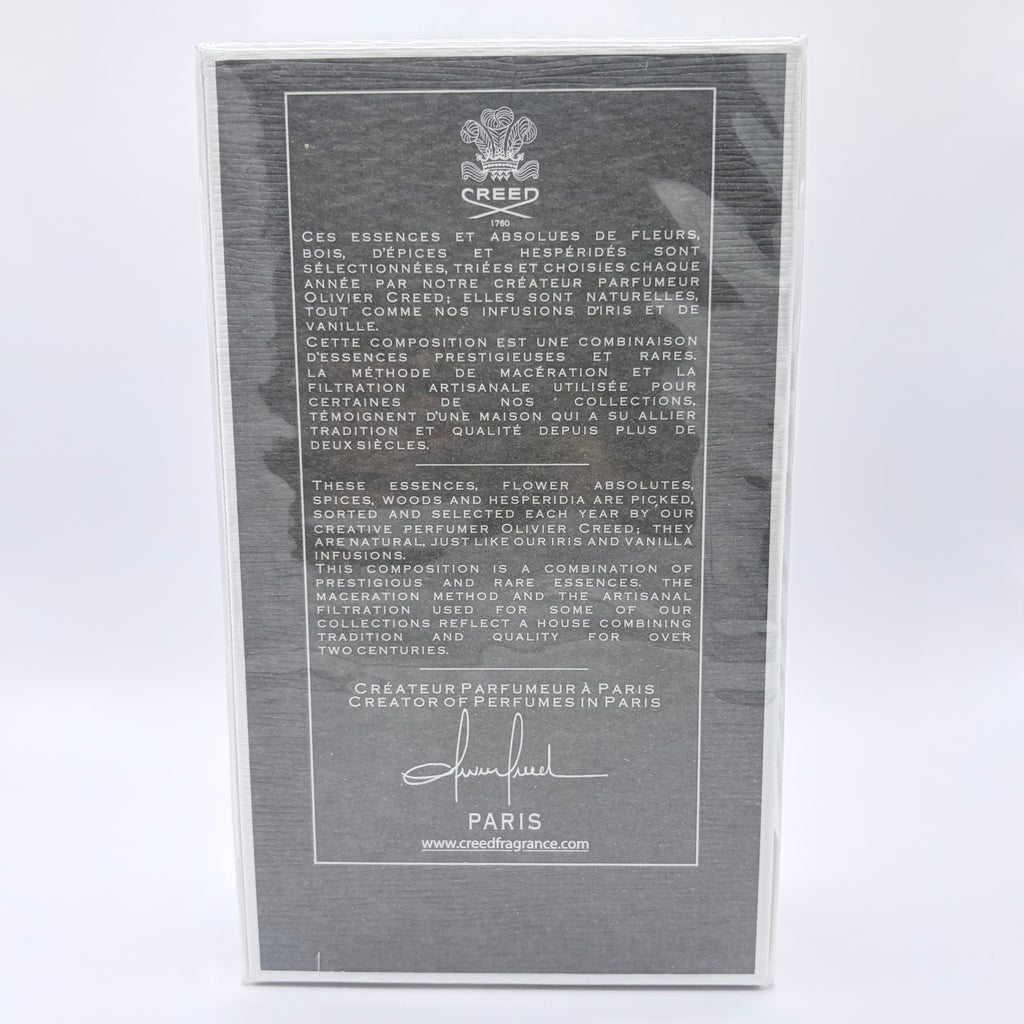 CREED
1760
CES ESSENCES ET ABSOLUES DE FLEURS,
BOIS, D'ÉPICES ET HESPÉRIDÉS SONT
SÉLECTIONNÉES, TRIÉES ET CHOISIES CHAQUE
ANNÉE PAR NOTRE CRÉATEUR PARFUMEUR
OLIVIER CREED; ELLES SONT NATURELLES,
TOUT COMME NOS INFUSIONS D'IRIS ET DE
VANILLE.
CETTE COMPOSITION EST UNE COMBINAISON
D'ESSENCES PRESTIGIEUSES ET RARES.
LA MÉTHODE DE MACÉRATION ET LA
FILTRATION ARTISANALE UTILISÉE POUR
CERTAINES DE NOS COLLECTIONS,
TÉMOIGNENT D'UNE MAISON QUI A SU ALLIER
TRADITION ET QUALITÉ DEPUIS PLUS DE
DEUX SIÈCLES.
THESE ESSENCES, FLOWER ABSOLUTES,
SPICES, WOODS AND HESPERIDIA ARE PICKED,
SORTED AND SELECTED EACH YEAR BY OUR
CREATIVE PERFUMER OLIVIER CREED; THEY
ARE NATURAL, JUST LIKE OUR IRIS AND VANILLA
INFUSIONS.
THIS COMPOSITION IS A COMBINATION OF
PRESTIGIOUS AND RARE ESSENCES. THE
MACERATION METHOD AND THE ARTISANAL
FILTRATION USED FOR SOME OF OUR
COLLECTIONS REFLECT A HOUSE COMBINING
TRADITION AND QUALITY FOR OVER
TWO CENTURIES.
CRÉATEUR PARFUMEUR À PARIS
CREATOR OF PERFUMES IN PARIS
Olivier Creed
PARIS
www.creedfragrance.com